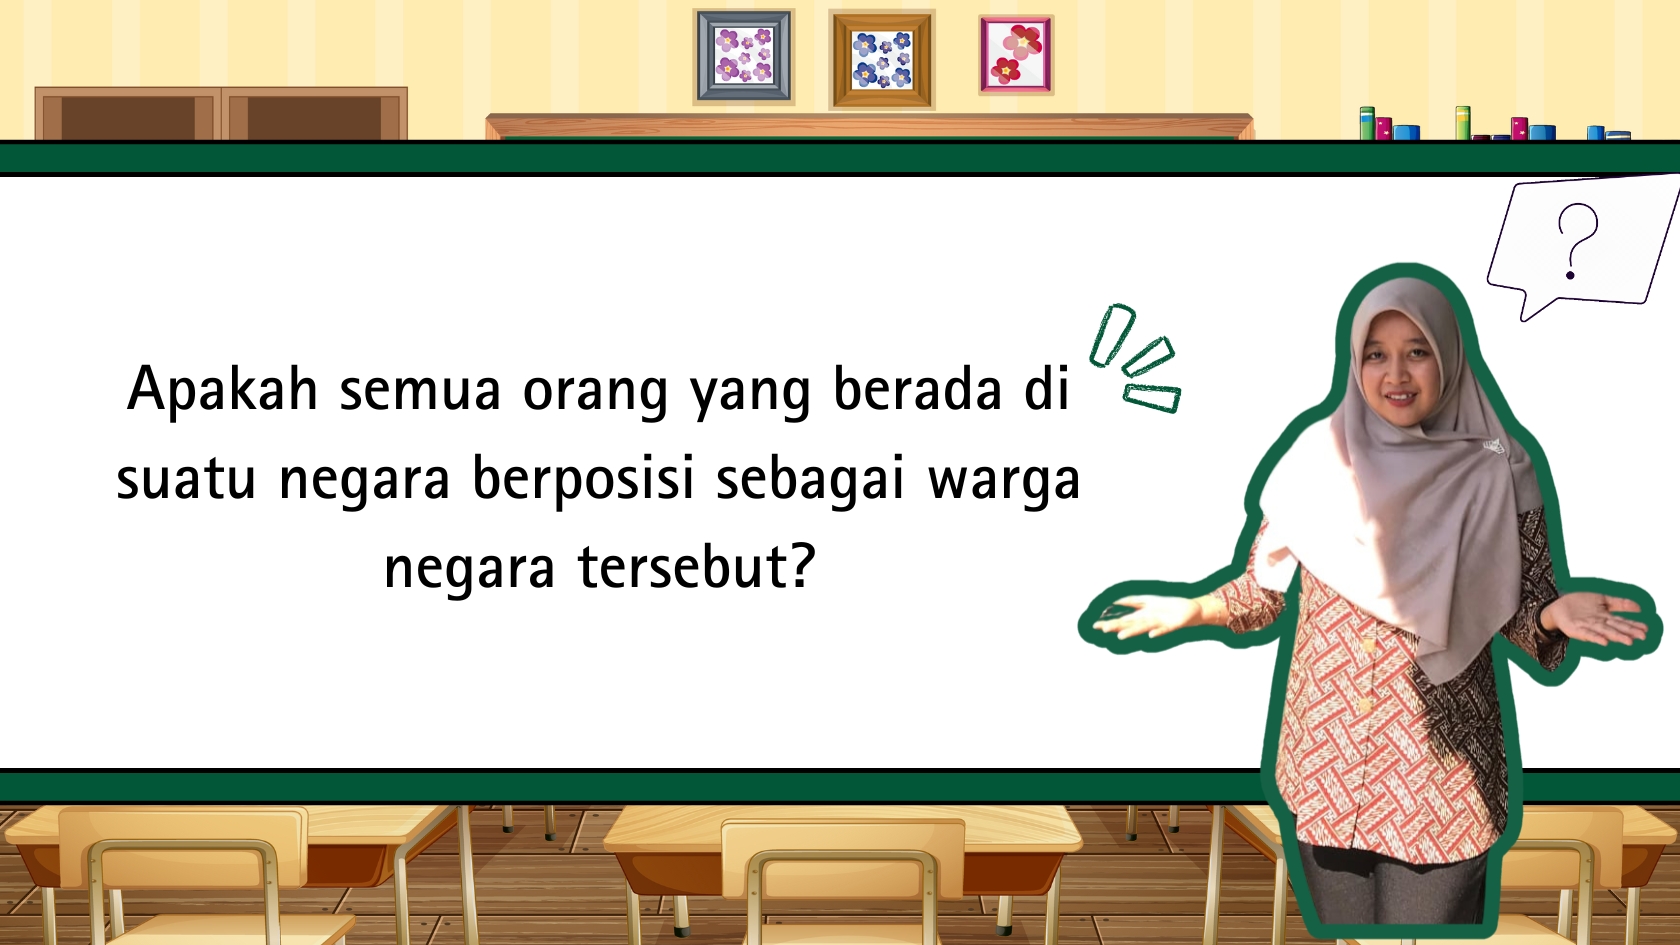 Apakah semua orang yang berada di
suatu negara berposisi sebagai warga
negara tersebut?
?